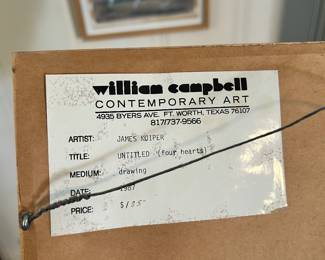 william campbell
CONTEMPORARY ART
4935 BYERS AVE. FT. WORTH, TEXAS 76107
817/737-9566
ARTIST: JAMES KOIPER
TITLE: UNTITLED (four hearts)
MEDIUM: drawing
DATE: 1987
PRICE: